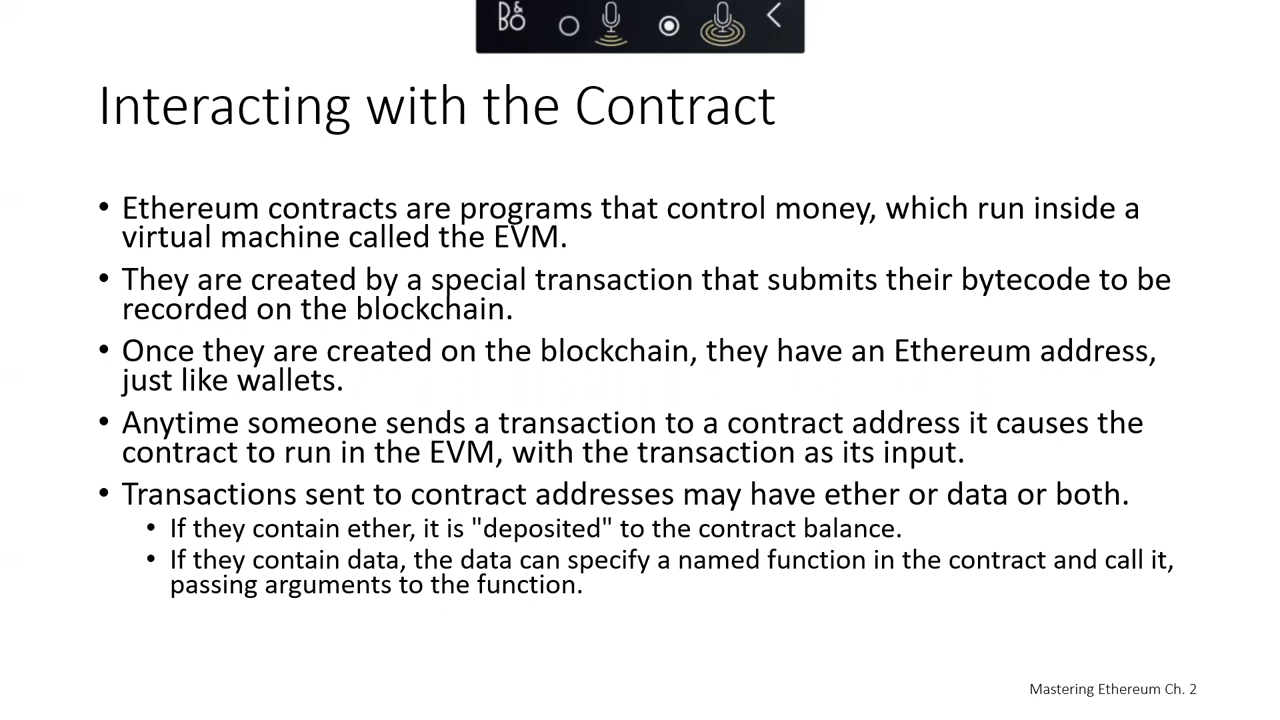 B&O
Interacting with the Contract
• Ethereum contracts are programs that control money, which run inside a
virtual machine called the EVM.
• They are created by a special transaction that submits their bytecode to be
recorded on the blockchain.
• Once they are created on the blockchain, they have an Ethereum address,
just like wallets.
• Anytime someone sends a transaction to a contract address it causes the
contract to run in the EVM, with the transaction as its input.
• Transactions sent to contract addresses may have ether or data or both.
• If they contain ether, it is "deposited" to the contract balance.
• If they contain data, the data can specify a named function in the contract and call it,
passing arguments to the function.
Mastering Ethereum Ch. 2